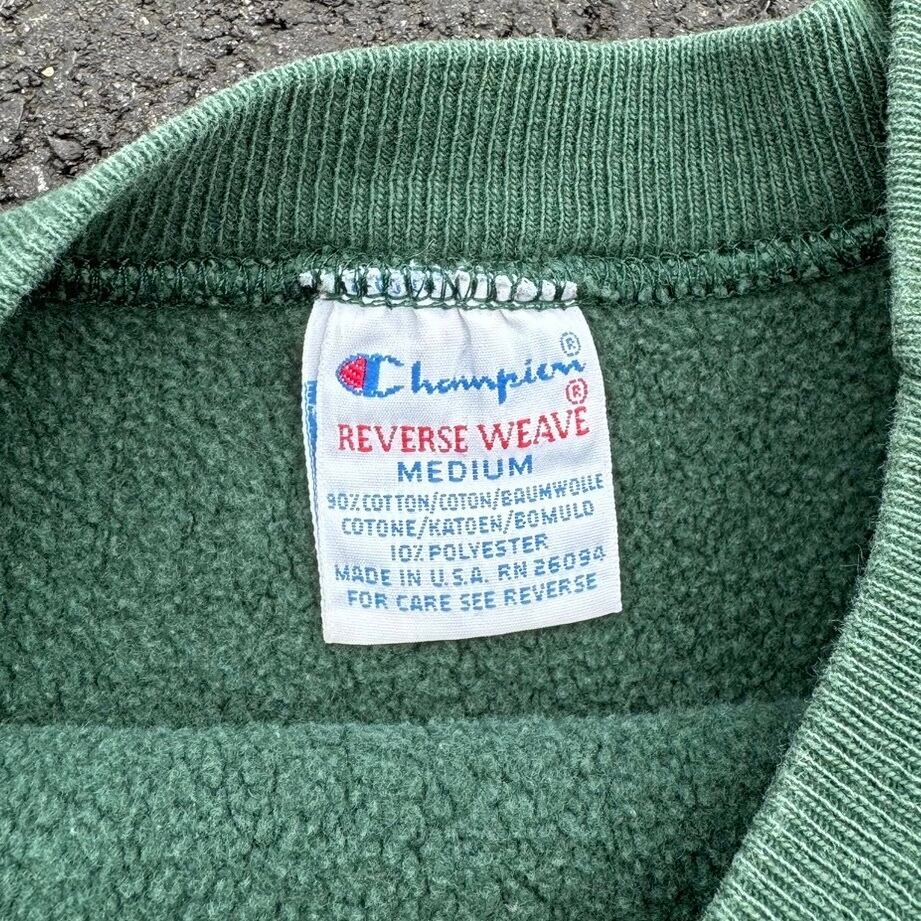 Champion®
REVERSE WEAVE®
MEDIUM
90% COTTON/COTON/BAUMWOLLE
COTONE/KATOEN/BOMULD
10% POLYESTER
MADE IN U.S.A. RN 26094
FOR CARE SEE REVERSE